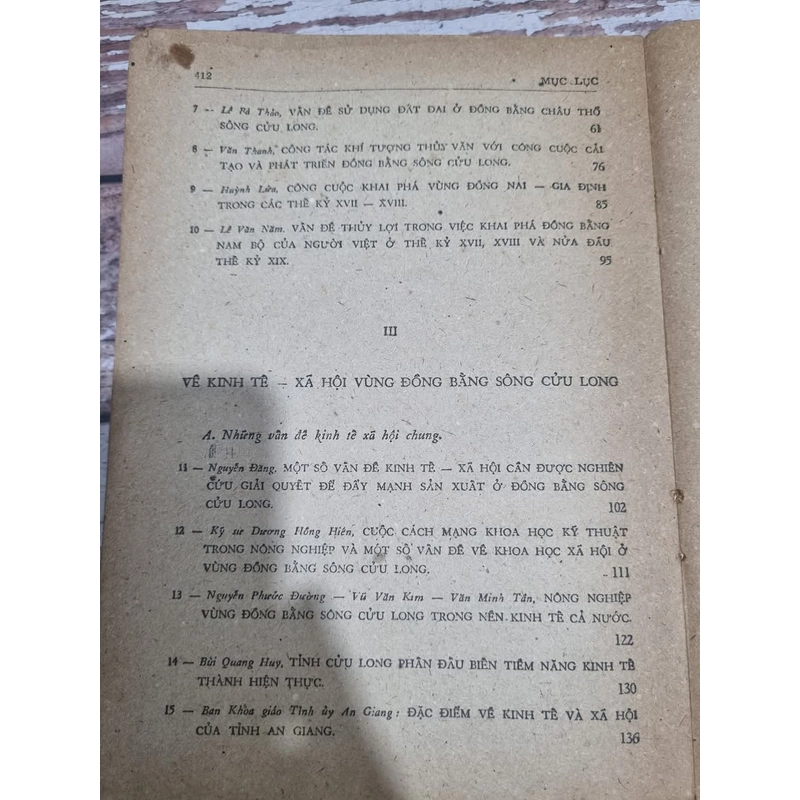 412 MỤC LỤC
7 — Lê Bá Thảo, VẤN ĐỀ SỬ DỤNG ĐẤT ĐAI Ở ĐỒNG BẰNG CHÂU THỔ
SÔNG CỬU LONG. 61
8 — Văn Thanh, CÔNG TÁC KHÍ TƯỢNG THỦY VĂN VỚI CÔNG CUỘC CẢI
TẠO VÀ PHÁT TRIỂN ĐỒNG BẰNG SÔNG CỬU LONG. 76
9 — Huỳnh Lứa, CÔNG CUỘC KHAI PHÁ VÙNG ĐỒNG NAI — GIA ĐỊNH
TRONG CÁC THẾ KỶ XVII — XVIII. 85
10 — Lê Văn Năm. VẤN ĐỀ THỦY LỢI TRONG VIỆC KHAI PHÁ ĐỒNG BẰNG
NAM BỘ CỦA NGƯỜI VIỆT Ở THẾ KỶ XVII, XVIII VÀ NỬA ĐẦU
THẾ KỶ XIX. 95
III
VỀ KINH TẾ — XÃ HỘI VÙNG ĐỒNG BẰNG SÔNG CỬU LONG
A. Những vấn đề kinh tế xã hội chung.
11 — Nguyễn Đăng, MỘT SỐ VẤN ĐỀ KINH TẾ — XÃ HỘI CẦN ĐƯỢC NGHIÊN
CỨU GIẢI QUYẾT ĐỂ ĐẨY MẠNH SẢN XUẤT Ở ĐỒNG BẰNG SÔNG
CỬU LONG. 102
12 — Kỹ sư Dương Hồng Hiên, CUỘC CÁCH MẠNG KHOA HỌC KỸ THUẬT
TRONG NÔNG NGHIỆP VÀ MỘT SỐ VẤN ĐỀ VỀ KHOA HỌC XÃ HỘI Ở
VÙNG ĐỒNG BẰNG SÔNG CỬU LONG. 111
13 — Nguyễn Phước Đường — Vũ Văn Kim — Văn Minh Tấn, NÔNG NGHIỆP
VÙNG ĐỒNG BẰNG SÔNG CỬU LONG TRONG NỀN KINH TẾ CẢ NƯỚC.
122
14 — Bùi Quang Huy, TỈNH CỬU LONG PHẤN ĐẤU BIẾN TIỀM NĂNG KINH TẾ
THÀNH HIỆN THỰC. 130
15 — Ban Khoa giáo Tỉnh ủy An Giang: ĐẶC ĐIỂM VỀ KINH TẾ VÀ XÃ HỘI
CỦA TỈNH AN GIANG. 136